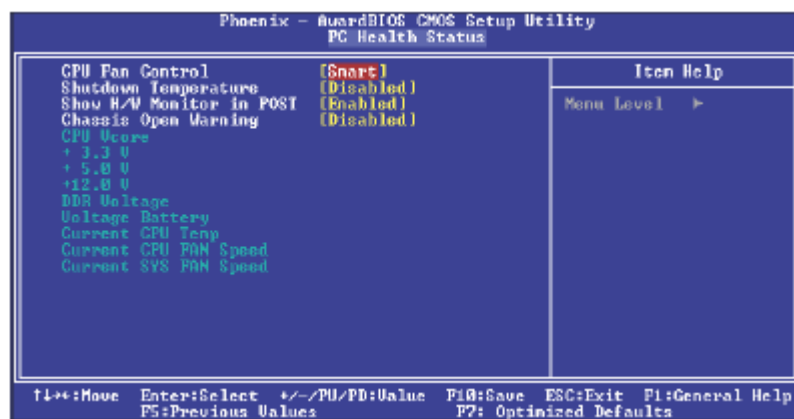 Phoenix - AwardBIOS CMOS Setup Utility
PC Health Status
CPU Fan Control [Smart]
Shutdown Temperature [Disabled]
Show H/W Monitor in POST [Enabled]
Chassis Open Warning [Disabled]
CPU Vcore
+ 3.3 V
+ 5.0 V
+12.0 V
DDR Voltage
Voltage Battery
Current CPU Temp
Current CPU FAN Speed
Current SYS FAN Speed
Item Help
Menu Level ►
↑↓→←:Move Enter:Select +/-/PU/PD:Value F10:Save ESC:Exit F1:General Help
F5:Previous Values F7: Optimized Defaults